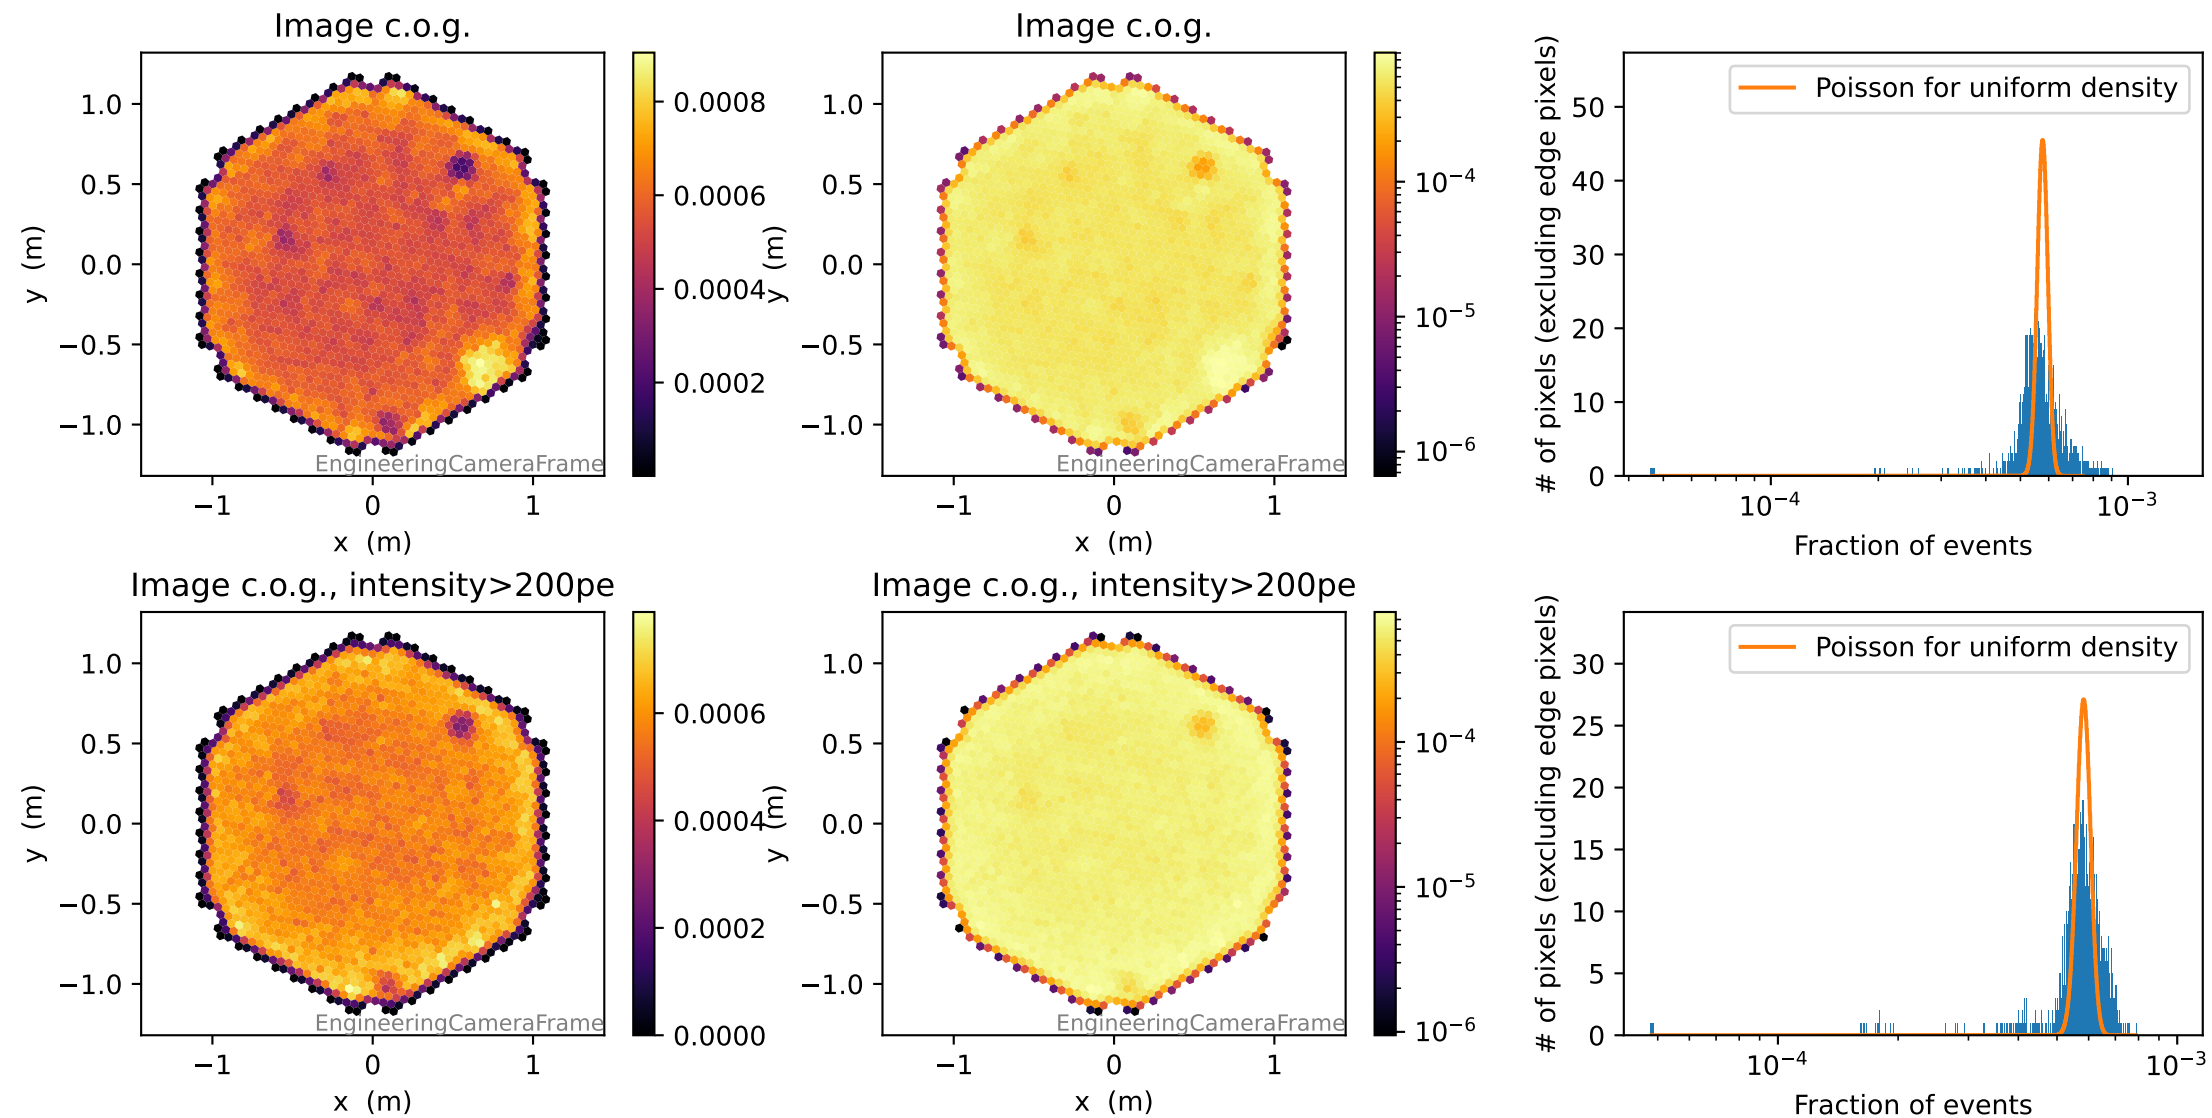 Image c.o.g.
y (m)
1.0
0.5
0.0
−0.5
−1.0
−1
0
1
x (m)
EngineeringCameraFrame
0.0008
0.0006
0.0004
0.0002
Image c.o.g.
y (m)
1.0
0.5
0.0
−0.5
−1.0
−1
0
1
x (m)
EngineeringCameraFrame
10⁻⁴
10⁻⁵
10⁻⁶
# of pixels (excluding edge pixels)
50
40
30
20
10
0
Poisson for uniform density
10⁻⁴
10⁻³
Fraction of events
Image c.o.g., intensity>200pe
y (m)
1.0
0.5
0.0
−0.5
−1.0
−1
0
1
x (m)
EngineeringCameraFrame
0.0006
0.0004
0.0002
0.0000
Image c.o.g., intensity>200pe
y (m)
1.0
0.5
0.0
−0.5
−1.0
−1
0
1
x (m)
EngineeringCameraFrame
10⁻⁴
10⁻⁵
10⁻⁶
# of pixels (excluding edge pixels)
30
25
20
15
10
5
0
Poisson for uniform density
10⁻⁴
10⁻³
Fraction of events